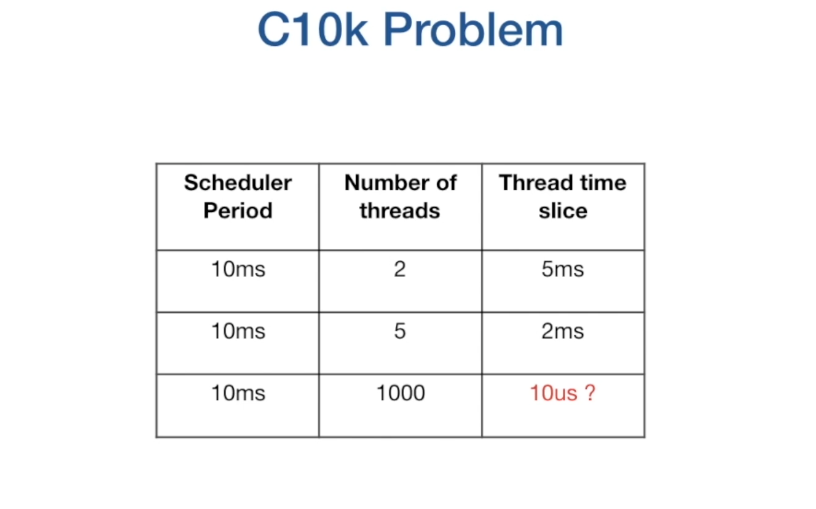 C10k Problem
Scheduler Period
Number of threads
Thread time slice
10ms
2
5ms
10ms
5
2ms
10ms
1000
10us ?